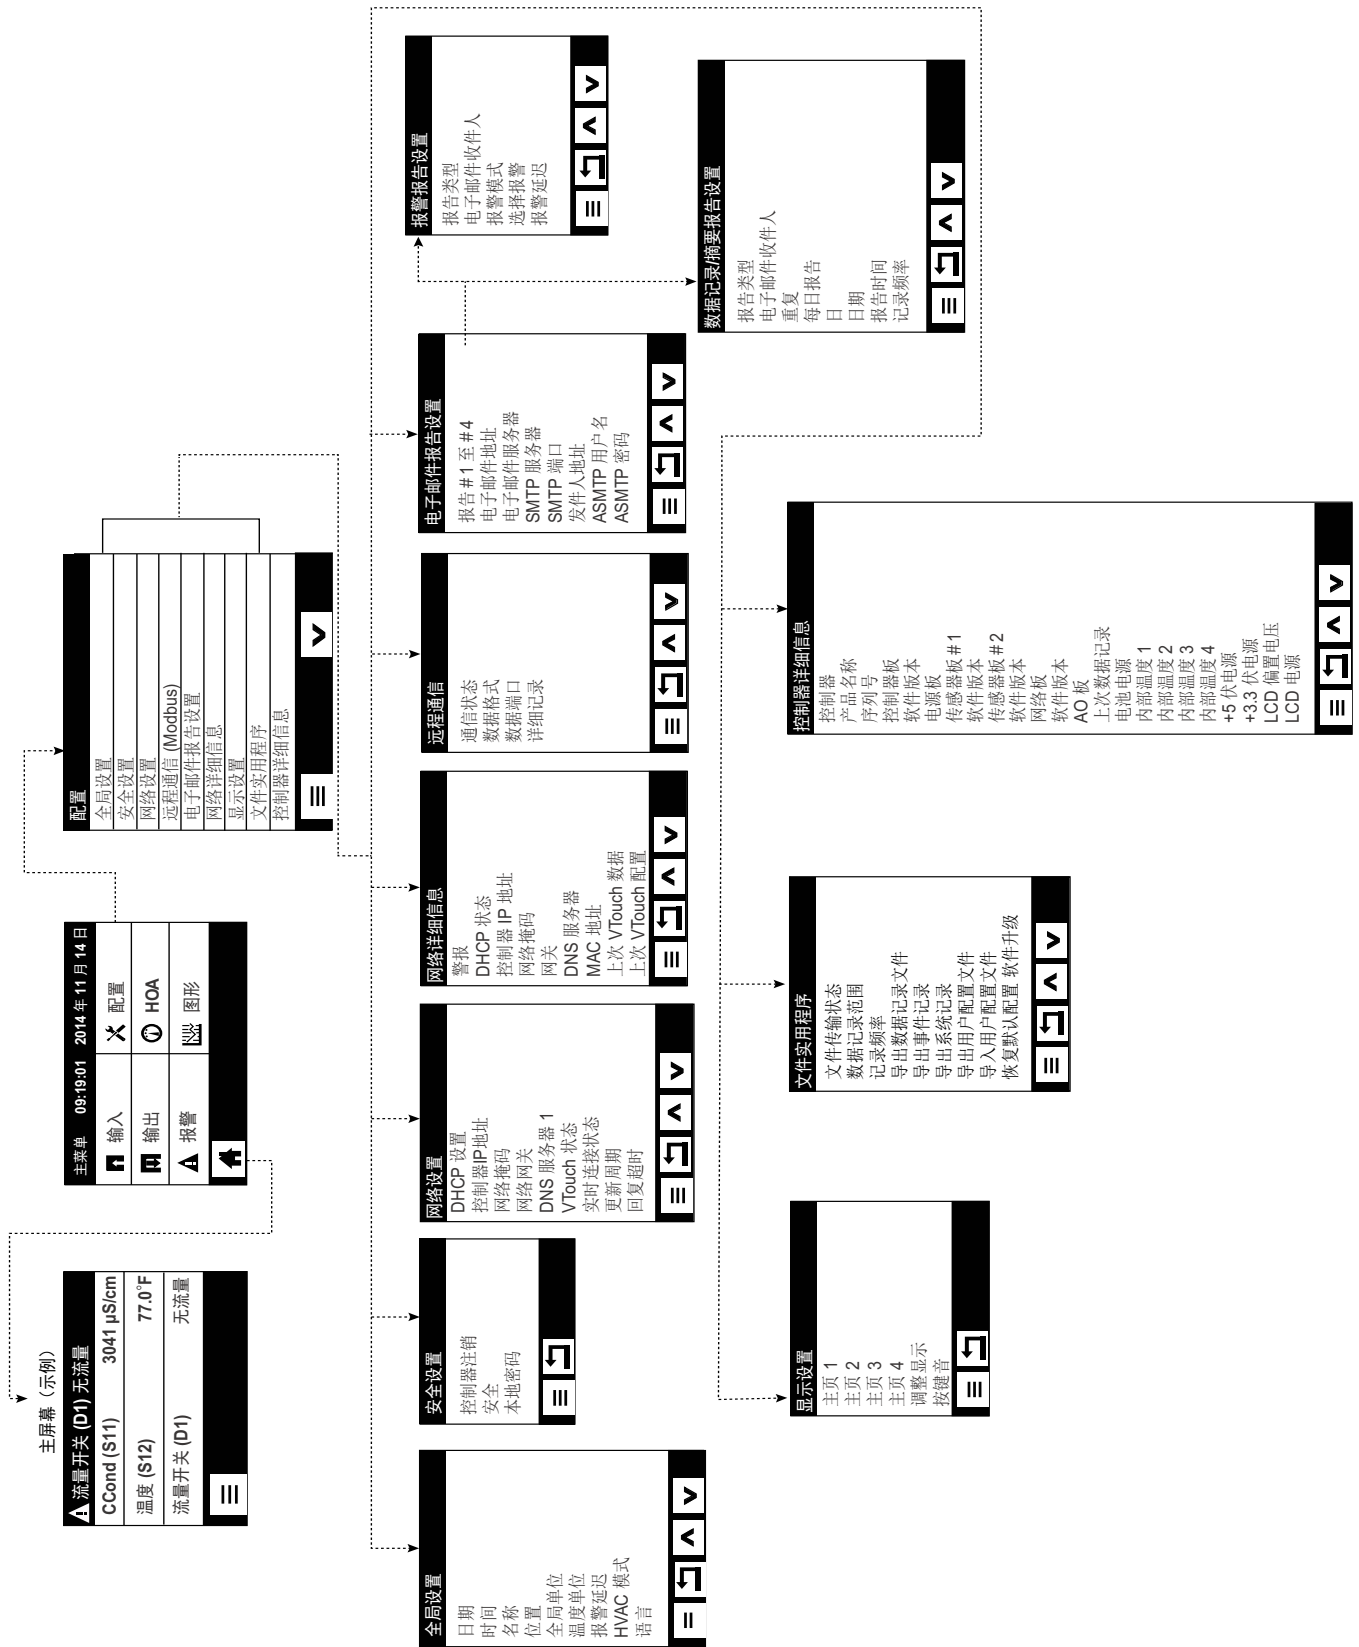 主屏幕（示例）
流量开关 (D1) 无流量
CCond (S11) 3041 µS/cm
温度 (S12) 77.0°F
流量开关 (D1) 无流量
主菜单 09:19:01 2014 年 11 月 14 日
输入 配置
输出 HOA
报警 图形
配置
全局设置
安全设置
网络设置
远程通信 (Modbus)
电子邮件报告设置
网络详细信息
显示设置
文件实用程序
控制器详细信息
全局设置
日期
时间
名称
位置
全局单位
温度单位
报警延迟
HVAC 模式
语言
安全设置
控制器注销
安全
本地密码
网络设置
DHCP 设置
控制器IP地址
网络掩码
网络网关
DNS 服务器 1
VTouch 状态
实时连接状态
更新周期
回复超时
网络详细信息
警报
DHCP 状态
控制器 IP 地址
网络掩码
网关
DNS 服务器
MAC 地址
上次 VTouch 数据
上次 VTouch 配置
远程通信
通信状态
数据格式
数据端口
详细记录
电子邮件报告设置
报告 #1 至 #4
电子邮件地址
电子邮件服务器
SMTP 服务器
SMTP 端口
发件人地址
ASMTP 用户名
ASMTP 密码
报警报告设置
报告类型
电子邮件收件人
报警模式
选择报警
报警延迟
数据记录/摘要报告设置
报告类型
电子邮件收件人
重复
每日报告
日
日期
报告时间
记录频率
显示设置
主页 1
主页 2
主页 3
主页 4
调整显示
按键音
文件实用程序
文件传输状态
数据记录范围
记录频率
导出数据记录文件
导出事件记录
导出系统记录
导出用户配置文件
导入用户配置文件
恢复默认配置 软件升级
控制器详细信息
控制器
产品名称
序列号
控制器板
软件版本
电源板
传感器板 #1
软件版本
传感器板 #2
软件版本
网络板
软件版本
AO 板
上次数据记录
电池电源
内部温度 1
内部温度 2
内部温度 3
内部温度 4
+5 伏电源
+3.3 伏电源
LCD 偏置电压
LCD 电源